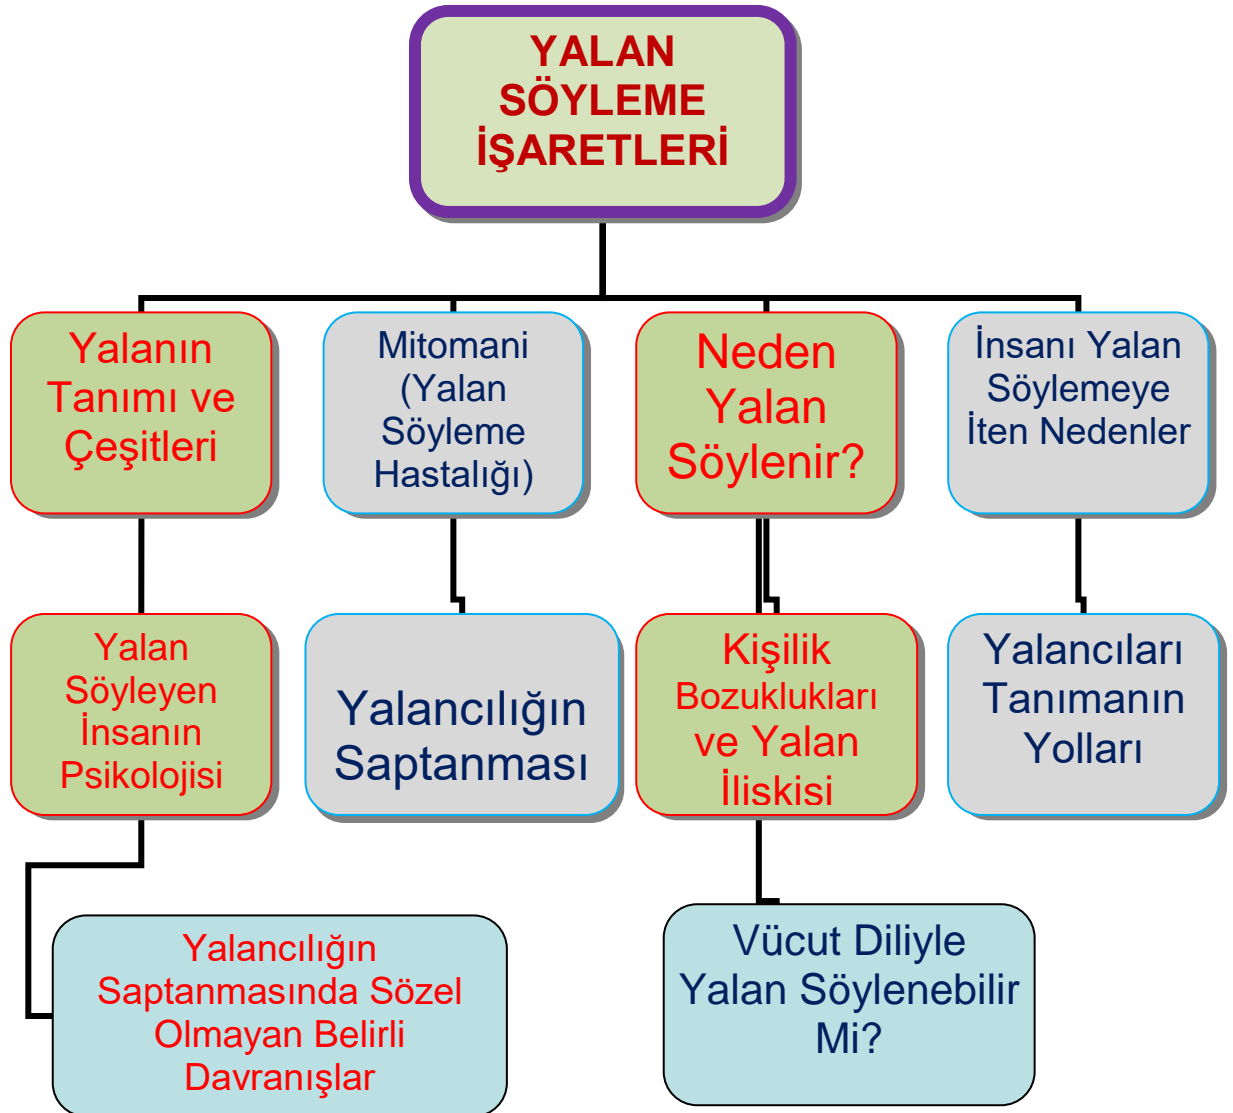 YALAN
SÖYLEME
İŞARETLERİ
Yalanın
Tanımı ve
Çeşitleri
Mitomani
(Yalan
Söyleme
Hastalığı)
Neden
Yalan
Söylenir?
İnsanı Yalan
Söylemeye
İten Nedenler
Yalan
Söyleyen
İnsanın
Psikolojisi
Yalancılığın
Saptanması
Kişilik
Bozuklukları
ve Yalan
İliskisi
Yalancıları
Tanımanın
Yolları
Yalancılığın
Saptanmasında Sözel
Olmayan Belirli
Davranışlar
Vücut Diliyle
Yalan Söylenebilir
Mi?